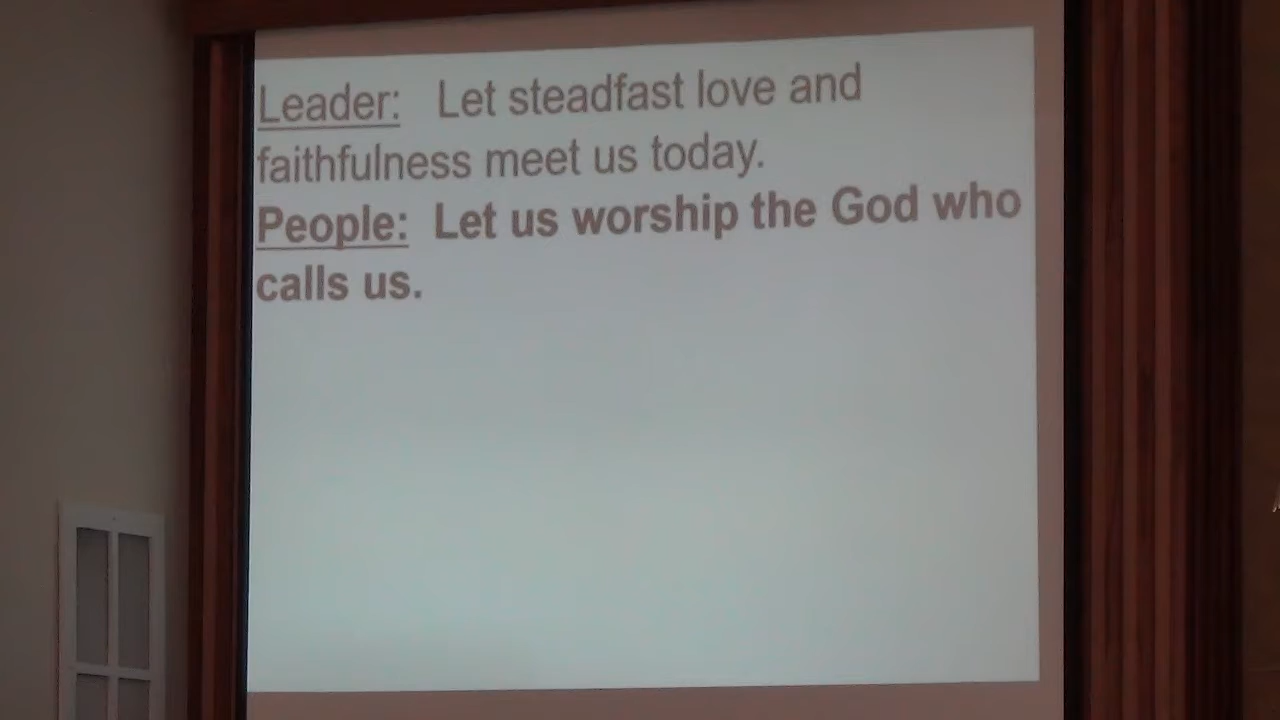 Leader: Let steadfast love and
faithfulness meet us today.
People: Let us worship the God who
calls us.